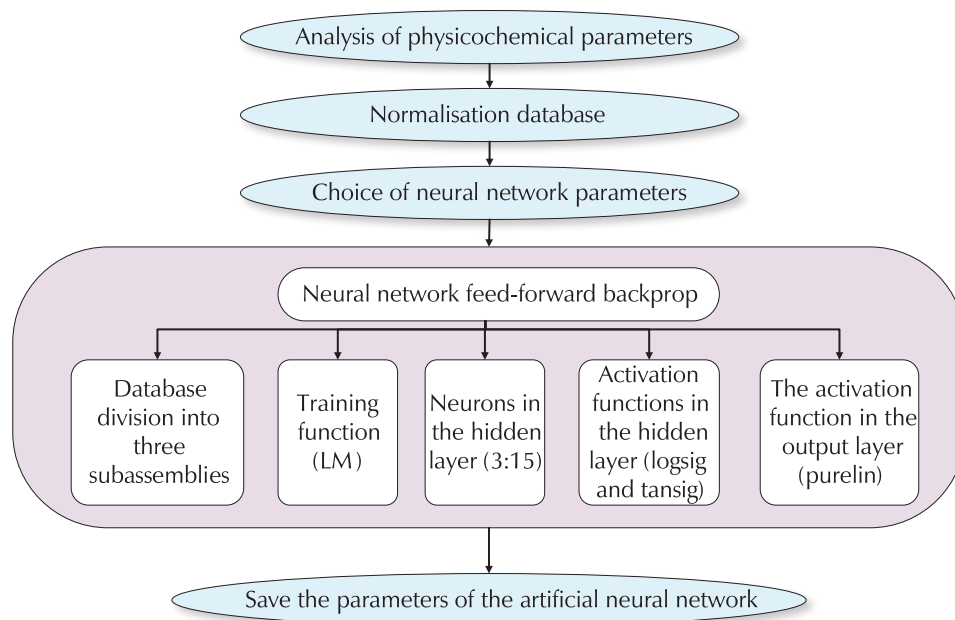 Analysis of physicochemical parameters
Normalisation database
Choice of neural network parameters
Neural network feed-forward backprop
Database
division into
three
subassemblies
Training
function
(LM)
Neurons in
the hidden
layer (3:15)
Activation
functions in
the hidden
layer (logsig
and tansig)
The activation
function in the
output layer
(purelin)
Save the parameters of the artificial neural network